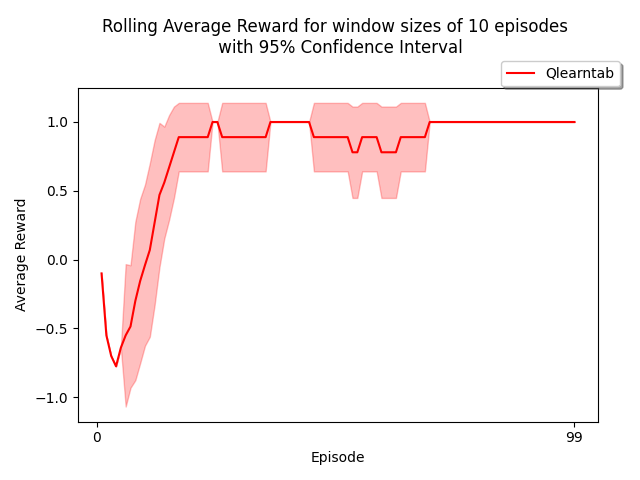 Rolling Average Reward for window sizes of 10 episodes
with 95% Confidence Interval
Qlearntab
1.0
0.5
0.0
−0.5
−1.0
Average Reward
0
99
Episode